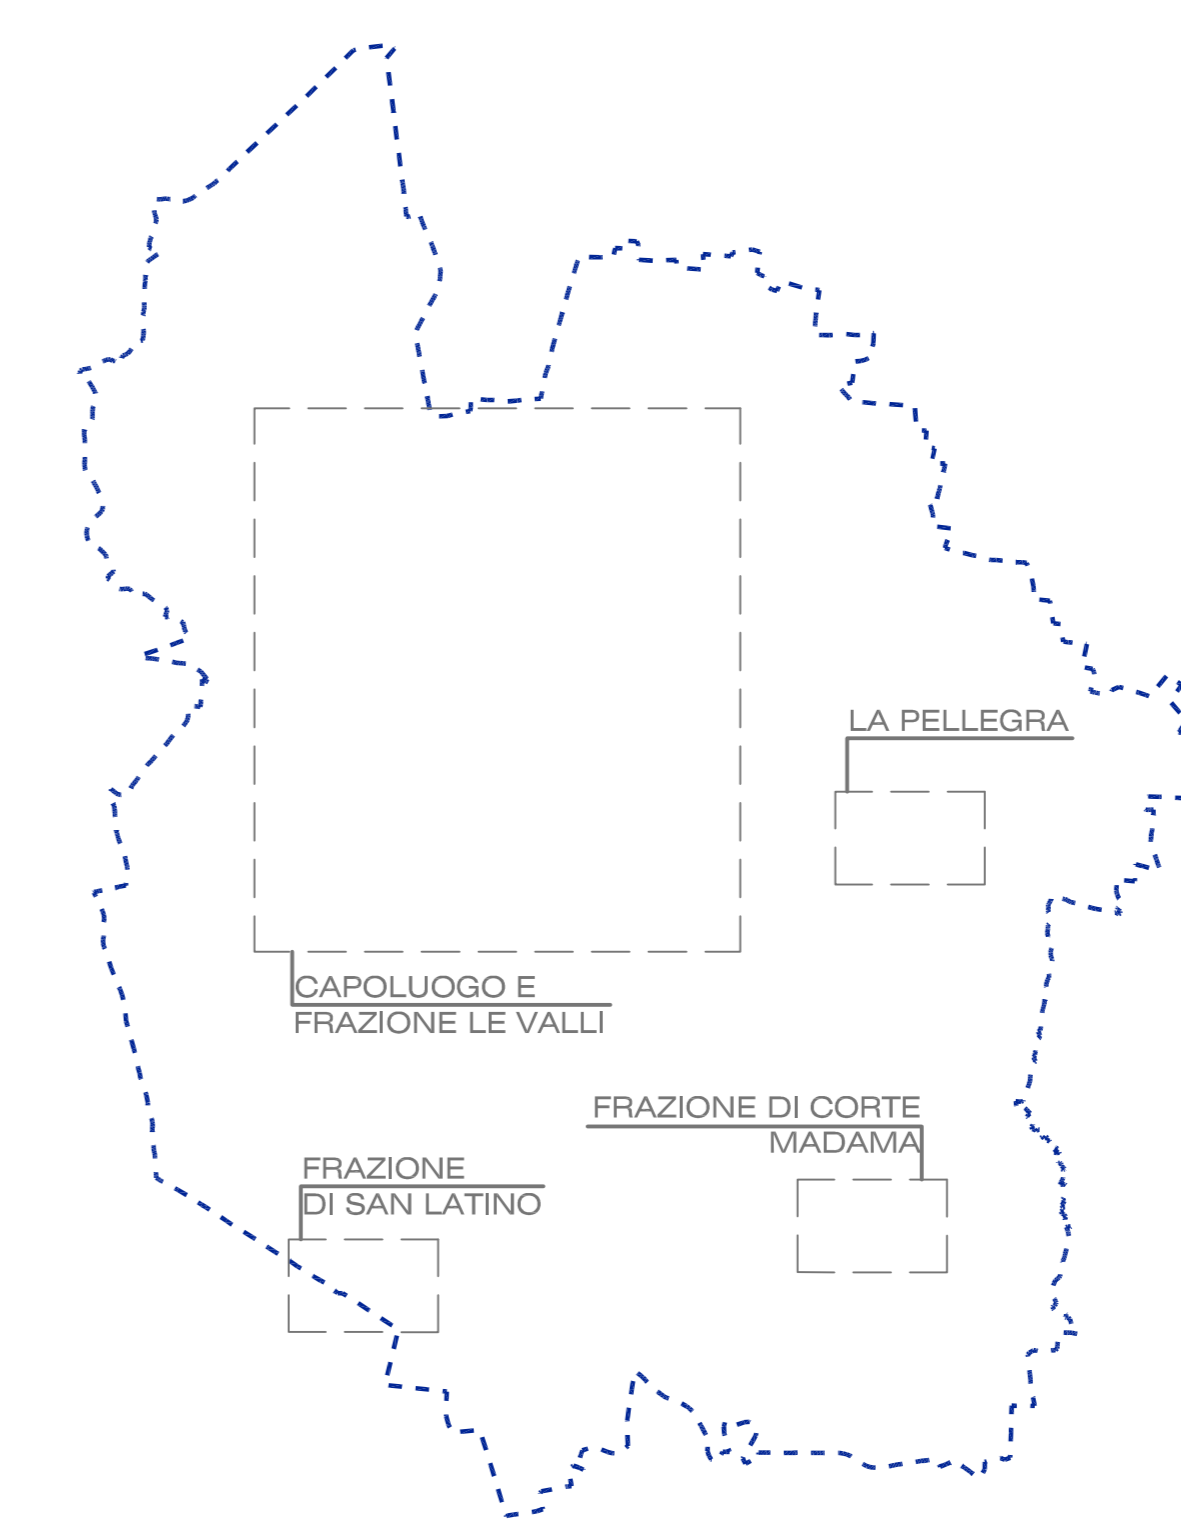 LA PELLEGRA
CAPOLUOGO E
FRAZIONE LE VALLI
FRAZIONE DI CORTE
MADAMA
FRAZIONE
DI SAN LATINO